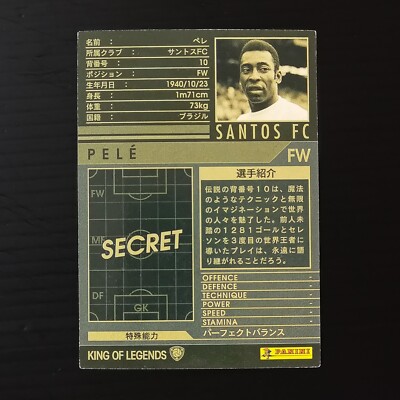 名前 : ペレ
所属クラブ : サントスFC
背番号 : 10
ポジション : FW
生年月日 : 1940/10/23
身長 : 1m71cm
体重 : 73kg
国籍 : ブラジル
SANTOS FC
PELÉ
FW
選手紹介
伝説の背番号10は、魔法
のようなテクニックと無限
のイマジネーションで世界
の人々を魅了した。前人未
踏の1281ゴールとセレ
ソンを3度目の世界王者に
導いたプレイは、永遠に語
り継がれることだろう。
FW
MF
SECRET
DF
GK
OFFENCE -
DEFENCE -
TECHNIQUE -
POWER -
SPEED -
STAMINA -
特殊能力
パーフェクトバランス
KING OF LEGENDS
PANINI